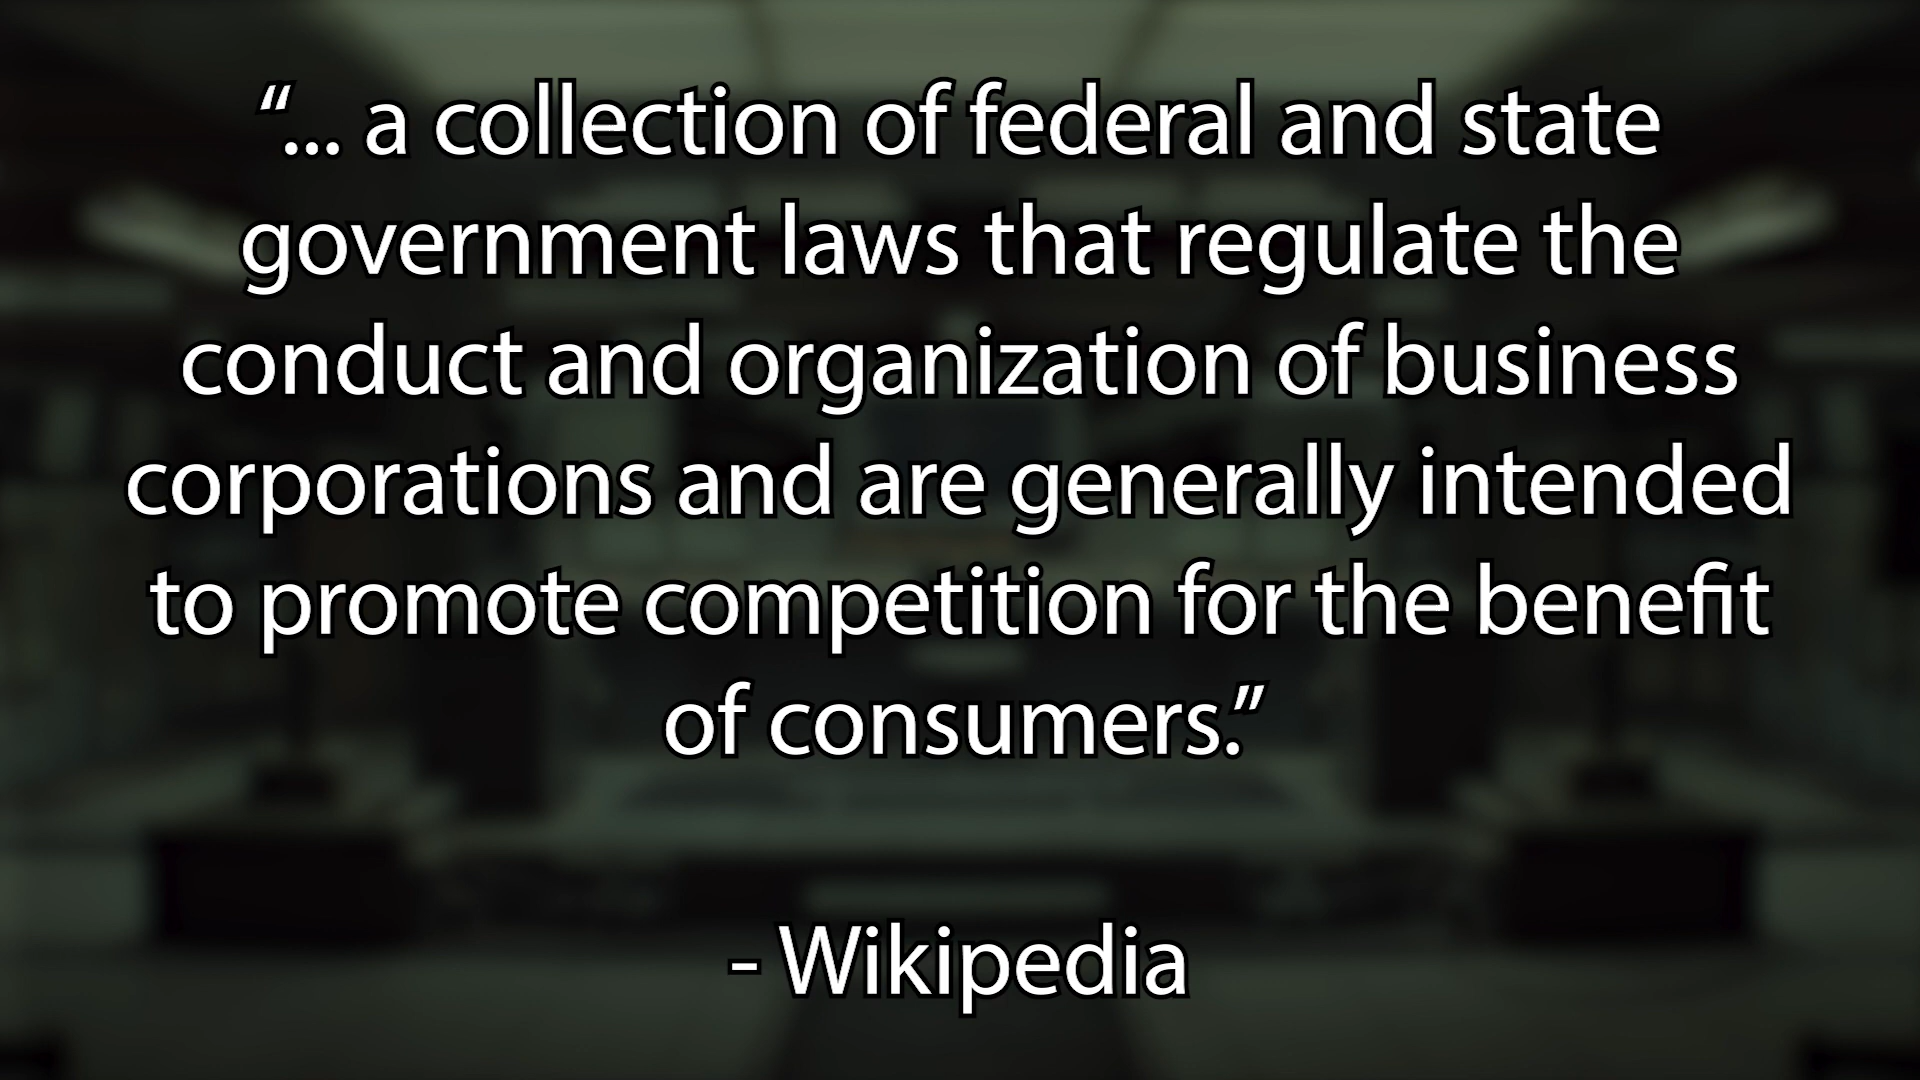 “... a collection of federal and state
government laws that regulate the
conduct and organization of business
corporations and are generally intended
to promote competition for the benefit
of consumers.”
- Wikipedia